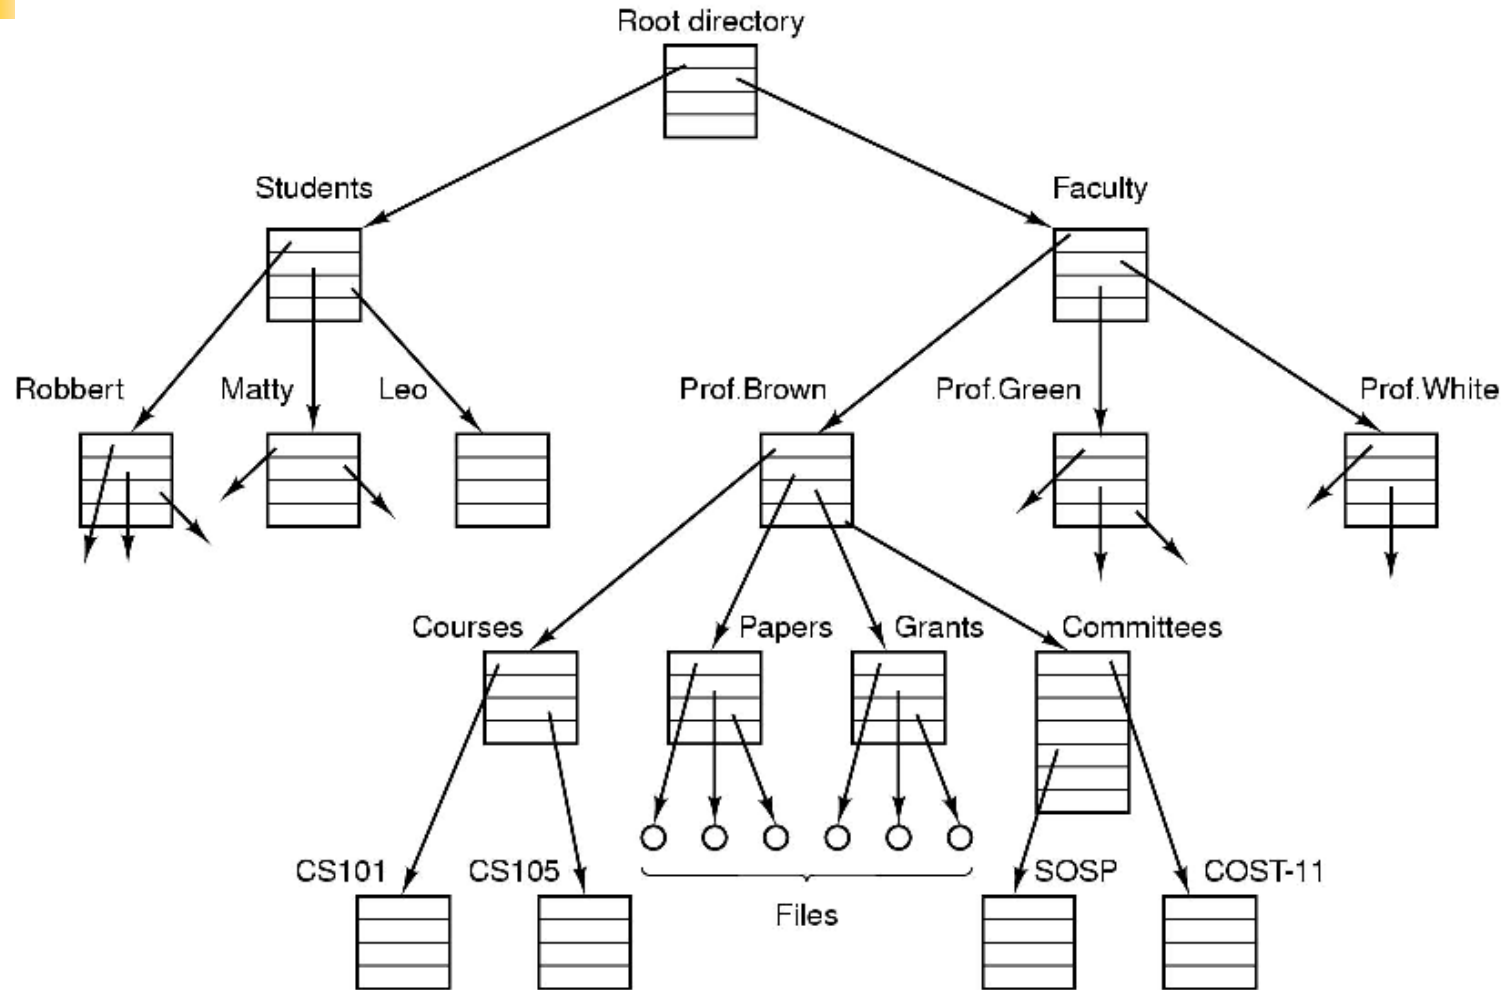 Root directory
Students
Faculty
Robbert
Matty
Leo
Prof.Brown
Prof.Green
Prof.White
Courses
Papers
Grants
Committees
CS101
CS105
SOSP
COST-11
Files